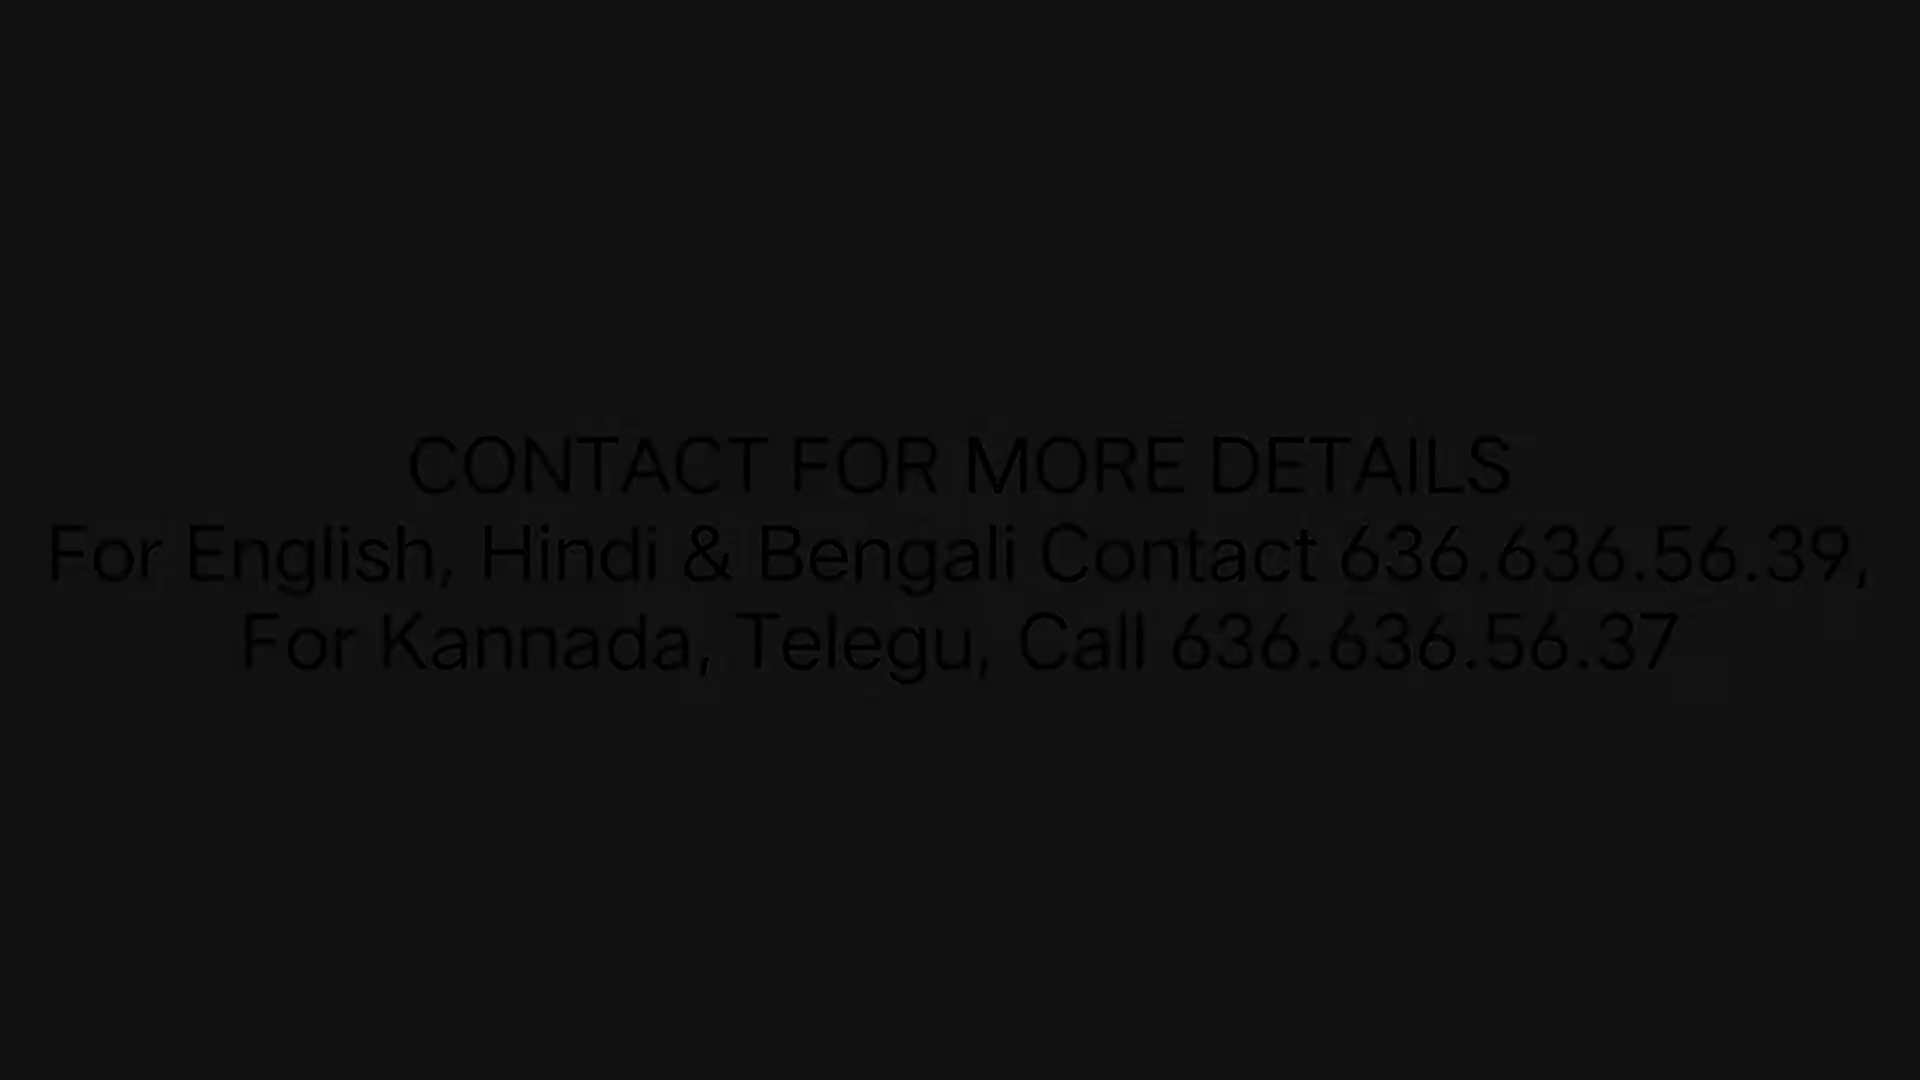 CONTACT FOR MORE DETAILS
For English, Hindi & Bengali Contact 636.636.56.39,
For Kannada, Telegu, Call 636.636.56.37